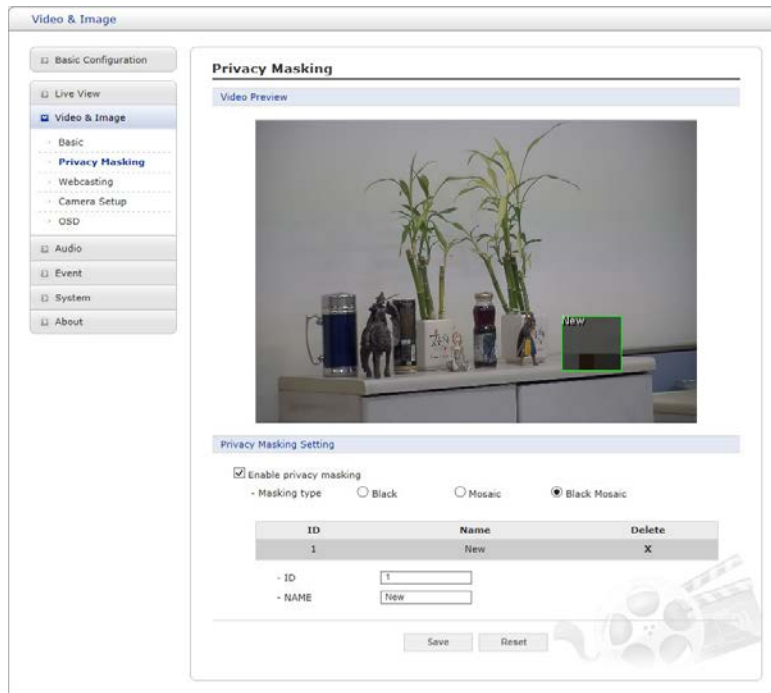 Video & Image
Basic Configuration
Live View
Video & Image
Basic
Privacy Masking
Webcasting
Camera Setup
OSD
Audio
Event
System
About
Privacy Masking
Video Preview
New
Privacy Masking Setting
Enable privacy masking
- Masking type Black Mosaic Black Mosaic
ID Name Delete
1 New X
- ID 1
- NAME New
Save Reset